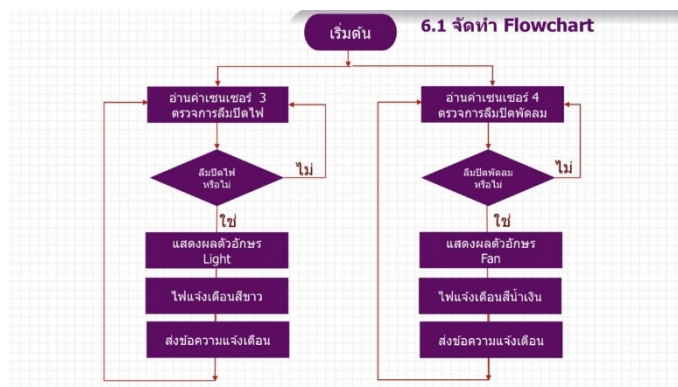 6.1 จัดทำ Flowchart
เริ่มต้น
อ่านค่าเซนเซอร์ 3
ตรวจการลืมปิดไฟ
ลืมปิดไฟ
หรือไม่
ไม่
ใช่
แสดงผลตัวอักษร
Light
ไฟแจ้งเตือนสีขาว
ส่งข้อความแจ้งเตือน
อ่านค่าเซนเซอร์ 4
ตรวจการลืมปิดพัดลม
ลืมปิดพัดลม
หรือไม่
ไม่
ใช่
แสดงผลตัวอักษร
Fan
ไฟแจ้งเตือนสีน้ำเงิน
ส่งข้อความแจ้งเตือน